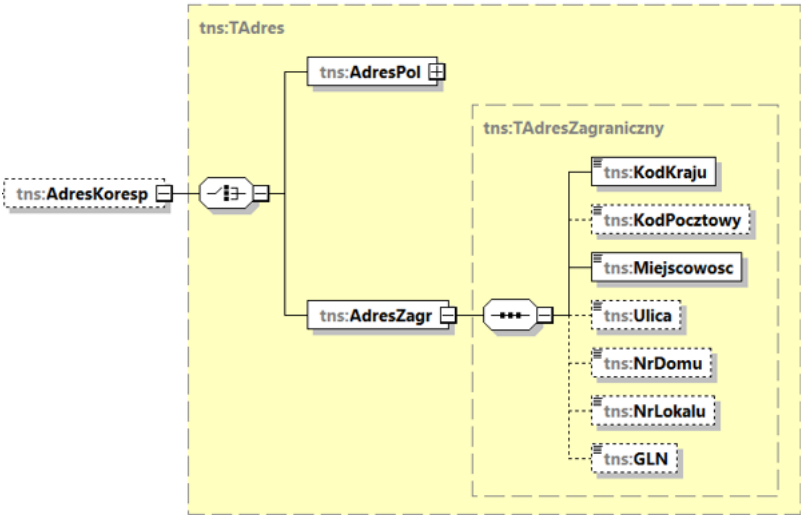 tns:TAdres
tns:AdresPol
tns:TAdresZagraniczny
tns:KodKraju
tns:AdresKoresp
tns:KodPocztowy
tns:Miejscowosc
tns:AdresZagr
tns:Ulica
tns:NrDomu
tns:NrLokalu
tns:GLN